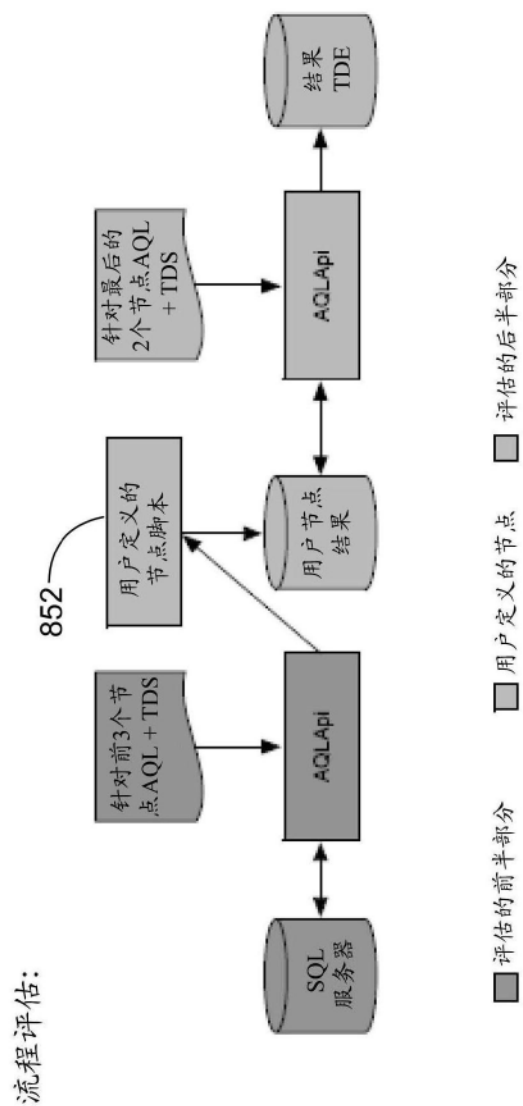 流程评估:
852
针对前3个节
点AQL + TDS
用户定义的
节点脚本
针对最后的
2个节点AQL
+ TDS
SQL
服务器
AQLApi
用户节点
结果
AQLApi
结果
TDE
评估的前半部分
用户定义的节点
评估的后半部分